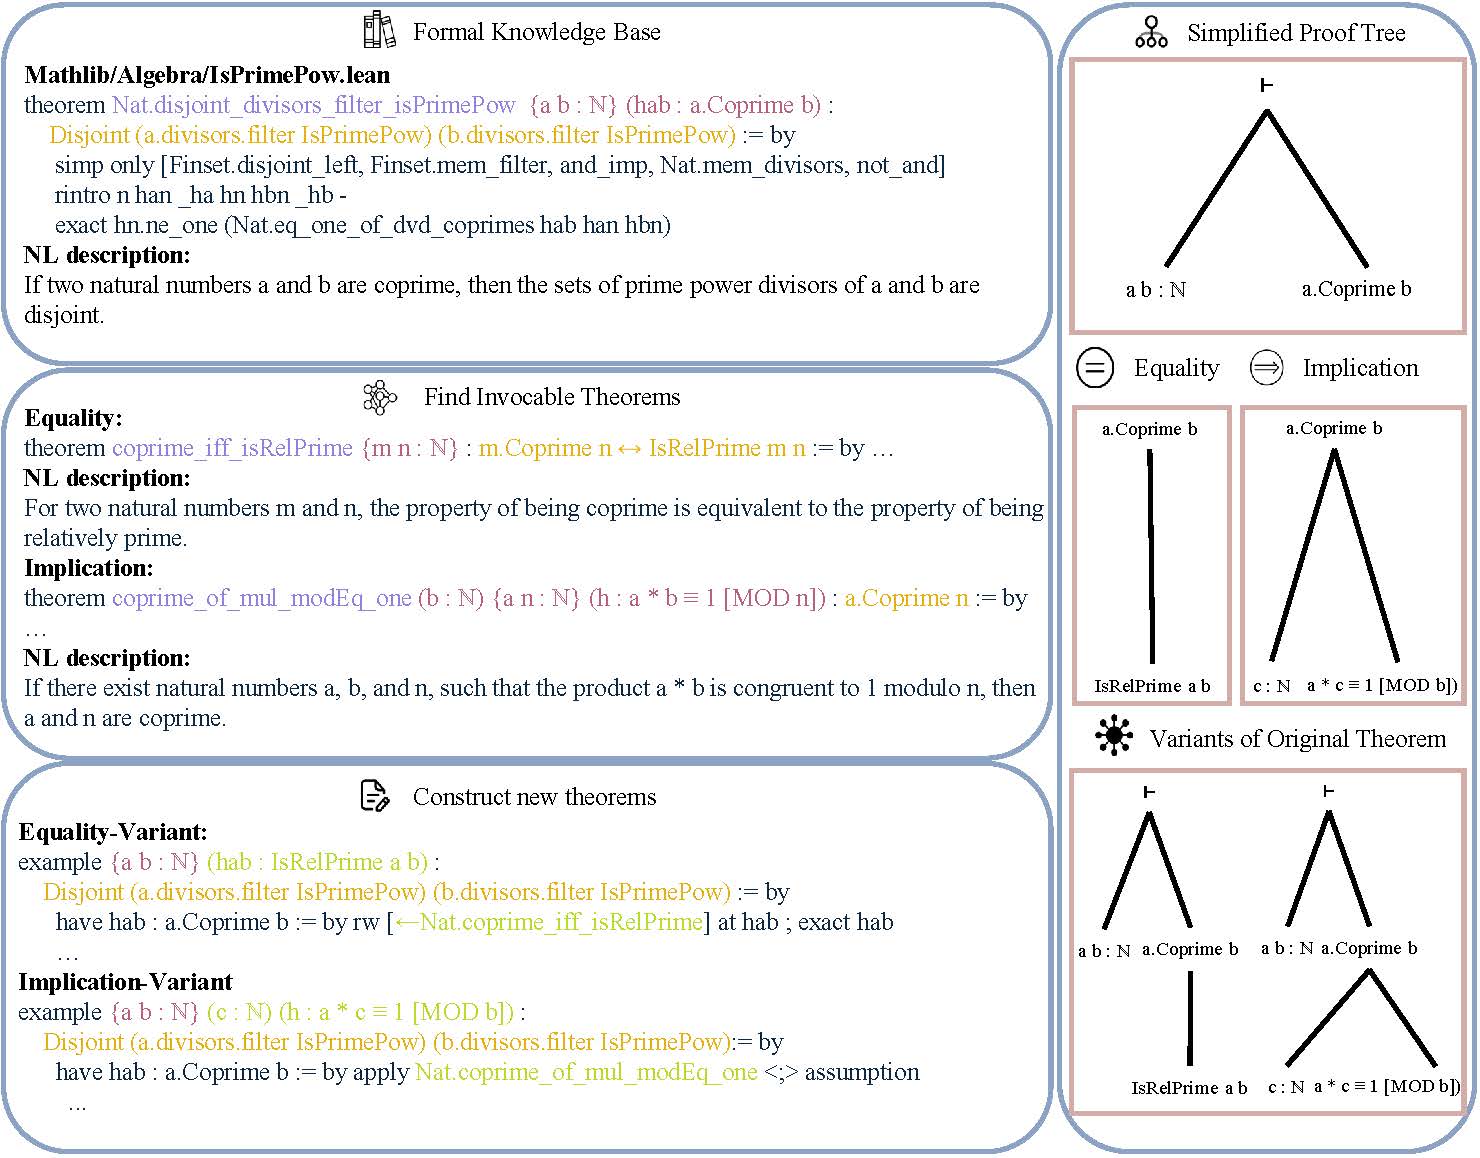 Formal Knowledge Base
Mathlib/Algebra/IsPrimePow.lean
theorem Nat.disjoint_divisors_filter_isPrimePow {a b : ℕ} (hab : a.Coprime b) :
Disjoint (a.divisors.filter IsPrimePow) (b.divisors.filter IsPrimePow) := by
simp only [Finset.disjoint_left, Finset.mem_filter, and_imp, Nat.mem_divisors, not_and]
rintro n han _ha hn hbn _hb -
exact hn.ne_one (Nat.eq_one_of_dvd_coprimes hab han hbn)
NL description:
If two natural numbers a and b are coprime, then the sets of prime power divisors of a and b are
disjoint.
Find Invocable Theorems
Equality:
theorem coprime_iff_isRelPrime {m n : ℕ} : m.Coprime n ↔ IsRelPrime m n := by …
NL description:
For two natural numbers m and n, the property of being coprime is equivalent to the property of being
relatively prime.
Implication:
theorem coprime_of_mul_modEq_one (b : ℕ) {a n : ℕ} (h : a * b ≡ 1 [MOD n]) : a.Coprime n := by
…
NL description:
If there exist natural numbers a, b, and n, such that the product a * b is congruent to 1 modulo n, then
a and n are coprime.
Construct new theorems
Equality-Variant:
example {a b : ℕ} (hab : IsRelPrime a b) :
Disjoint (a.divisors.filter IsPrimePow) (b.divisors.filter IsPrimePow) := by
have hab : a.Coprime b := by rw [←Nat.coprime_iff_isRelPrime] at hab ; exact hab
…
Implication-Variant
example {a b : ℕ} (c : ℕ) (h : a * c ≡ 1 [MOD b]) :
Disjoint (a.divisors.filter IsPrimePow) (b.divisors.filter IsPrimePow):= by
have hab : a.Coprime b := by apply Nat.coprime_of_mul_modEq_one <;> assumption
...
Simplified Proof Tree
⊢
a b : ℕ a.Coprime b
Equality Implication
a.Coprime b a.Coprime b
IsRelPrime a b c : ℕ a * c ≡ 1 [MOD b])
Variants of Original Theorem
⊢ ⊢
a b : ℕ a.Coprime b a b : ℕ a.Coprime b
IsRelPrime a b c : ℕ a * c ≡ 1 [MOD b])